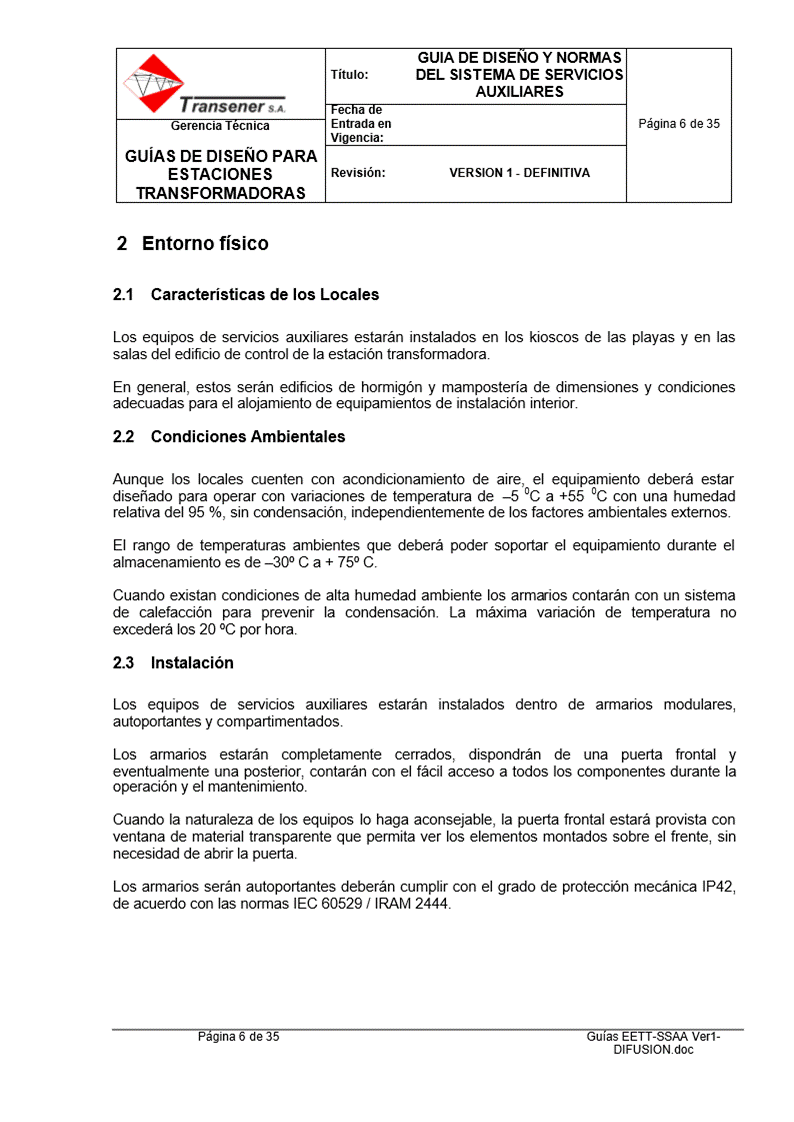 Transener S.A.
Gerencia Técnica
GUÍAS DE DISEÑO PARA
ESTACIONES
TRANSFORMADORAS
Título:
GUIA DE DISEÑO Y NORMAS
DEL SISTEMA DE SERVICIOS
AUXILIARES
Fecha de
Entrada en
Vigencia:
Revisión:
VERSION 1 - DEFINITIVA
Página 6 de 35
2 Entorno físico
2.1 Características de los Locales
Los equipos de servicios auxiliares estarán instalados en los kioscos de las playas y en las
salas del edificio de control de la estación transformadora.
En general, estos serán edificios de hormigón y mampostería de dimensiones y condiciones
adecuadas para el alojamiento de equipamientos de instalación interior.
2.2 Condiciones Ambientales
Aunque los locales cuenten con acondicionamiento de aire, el equipamiento deberá estar
diseñado para operar con variaciones de temperatura de –5 ⁰C a +55 ⁰C con una humedad
relativa del 95 %, sin condensación, independientemente de los factores ambientales externos.
El rango de temperaturas ambientes que deberá poder soportar el equipamiento durante el
almacenamiento es de –30º C a + 75º C.
Cuando existan condiciones de alta humedad ambiente los armarios contarán con un sistema
de calefacción para prevenir la condensación. La máxima variación de temperatura no
excederá los 20 ºC por hora.
2.3 Instalación
Los equipos de servicios auxiliares estarán instalados dentro de armarios modulares,
autoportantes y compartimentados.
Los armarios estarán completamente cerrados, dispondrán de una puerta frontal y
eventualmente una posterior, contarán con el fácil acceso a todos los componentes durante la
operación y el mantenimiento.
Cuando la naturaleza de los equipos lo haga aconsejable, la puerta frontal estará provista con
ventana de material transparente que permita ver los elementos montados sobre el frente, sin
necesidad de abrir la puerta.
Los armarios serán autoportantes deberán cumplir con el grado de protección mecánica IP42,
de acuerdo con las normas IEC 60529 / IRAM 2444.
Página 6 de 35
Guías EETT-SSAA Ver1-
DIFUSION.doc